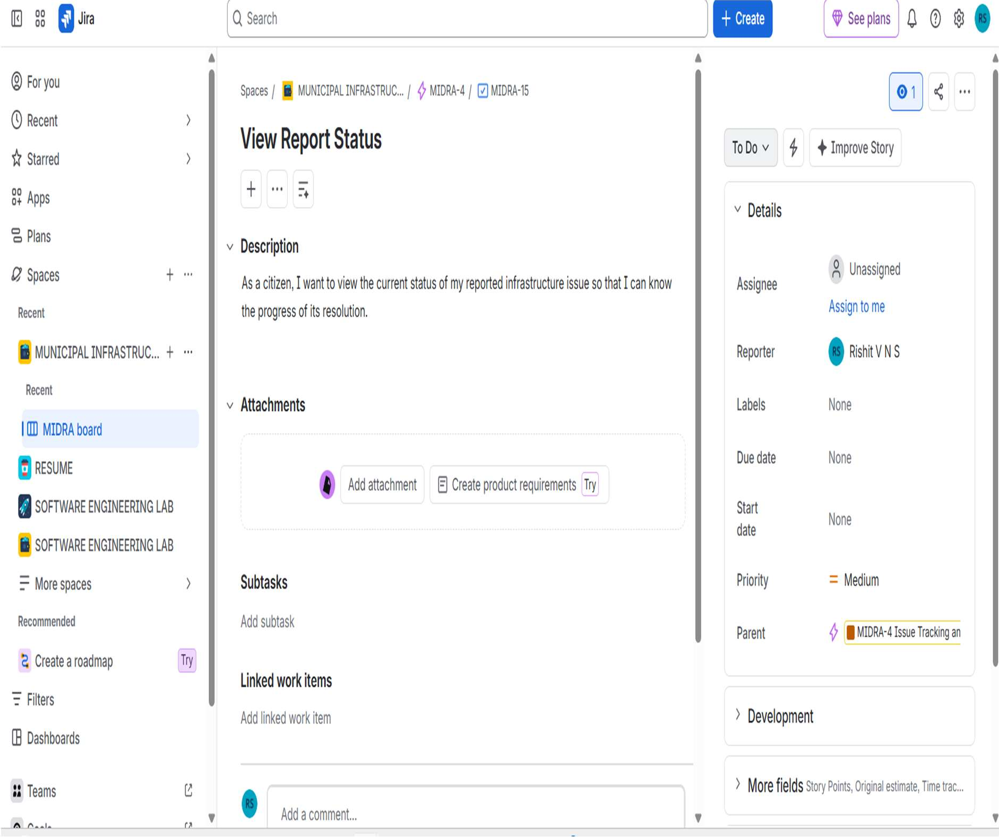 Jira
Search
+ Create
See plans
RS
For you
Recent
Starred
Apps
Plans
Spaces
Recent
MUNICIPAL INFRASTRUC...
Recent
MIDRA board
RESUME
SOFTWARE ENGINEERING LAB
SOFTWARE ENGINEERING LAB
More spaces
Recommended
Create a roadmap Try
Filters
Dashboards
Teams
Spaces / MUNICIPAL INFRASTRUC... / MIDRA-4 / MIDRA-15
View Report Status
Description
As a citizen, I want to view the current status of my reported infrastructure issue so that I can know
the progress of its resolution.
Attachments
Add attachment
Create product requirements Try
Subtasks
Add subtask
Linked work items
Add linked work item
RS
Add a comment...
1
To Do
Improve Story
Details
Assignee
Unassigned
Assign to me
Reporter
RS Rishit V N S
Labels
None
Due date
None
Start
date
None
Priority
Medium
Parent
MIDRA-4 Issue Tracking an
Development
More fields Story Points, Original estimate, Time trac...